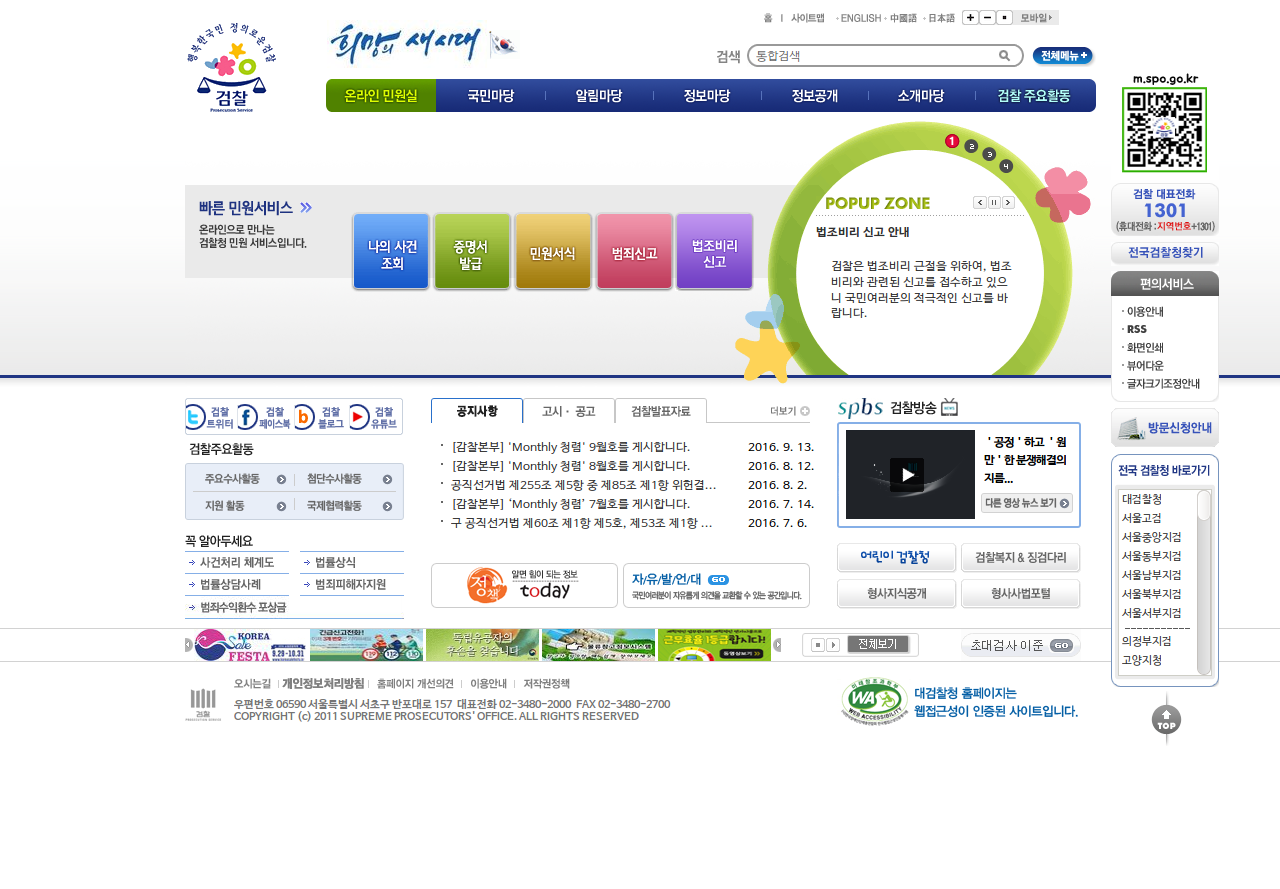 홈 | 사이트맵 ENGLISH 中國語 日本語 모바일
행복한국민 정의로운검찰
검찰
Prosecution Service
희망의 새시대
검색 통합검색 전체메뉴 +
온라인 민원실 국민마당 알림마당 정보마당 정보공개 소개마당 검찰 주요활동
m.spo.go.kr
검찰 대표전화
1301
(휴대전화 : 지역번호+1301)
전국검찰청찾기
편의서비스
· 이용안내
· RSS
· 화면인쇄
· 뷰어다운
· 글자크기조정안내
방문신청안내
전국 검찰청 바로가기
대검찰청
서울고검
서울중앙지검
서울동부지검
서울남부지검
서울북부지검
서울서부지검
------------
의정부지검
고양지청
TOP
빠른 민원서비스
온라인으로 만나는
검찰청 민원 서비스입니다.
나의 사건
조회
증명서
발급
민원서식
범죄신고
법조비리
신고
1 2 3 4
POPUP ZONE
법조비리 신고 안내
검찰은 법조비리 근절을 위하여, 법조
비리와 관련된 신고를 접수하고 있으
니 국민여러분의 적극적인 신고를 바
랍니다.
검찰 트위터
검찰 페이스북
검찰 블로그
검찰 유튜브
검찰주요활동
주요수사활동 첨단수사활동
지원 활동 국제협력활동
꼭 알아두세요
사건처리 체계도 법률상식
법률상담사례 범죄피해자지원
범죄수익환수 포상금
공지사항 고시 · 공고 검찰발표자료 더보기
· [감찰본부] 'Monthly 청렴' 9월호를 게시합니다. 2016. 9. 13.
· [감찰본부] 'Monthly 청렴' 8월호를 게시합니다. 2016. 8. 12.
· 공직선거법 제255조 제5항 중 제85조 제1항 위헌결... 2016. 8. 2.
· [감찰본부] ‘Monthly 청렴’ 7월호를 게시합니다. 2016. 7. 14.
· 구 공직선거법 제60조 제1항 제5호, 제53조 제1항 ... 2016. 7. 6.
정책 알면 힘이 되는 정보
today
자/유/발/언/대 GO
국민여러분이 자유롭게 의견을 교환할 수 있는 공간입니다.
spbs 검찰방송
' 공정 ' 하고 ' 원
만 ' 한 분쟁해결의
지름...
다른 영상 뉴스 보기
어린이 검찰청 검찰복지 & 징검다리
형사지식공개 형사사법포털
KOREA
Sale
FESTA
9.29 - 10.31
긴급신고전화!
119 112 110
독립유공자의
후손을 찾습니다
물류창고정보시스템
근무효율 1등급
합시다!
동영상보기
전체보기
초대검사 이준 GO
오시는길 | 개인정보처리방침 | 홈페이지 개선의견 | 이용안내 | 저작권정책
검찰
우편번호 06590 서울특별시 서초구 반포대로 157 대표전화 02-3480-2000 FAX 02-3480-2700
COPYRIGHT (c) 2011 SUPREME PROSECUTORS' OFFICE. ALL RIGHTS RESERVED
WA
WEB ACCESSIBILITY
대검찰청 홈페이지는
웹접근성이 인증된 사이트입니다.